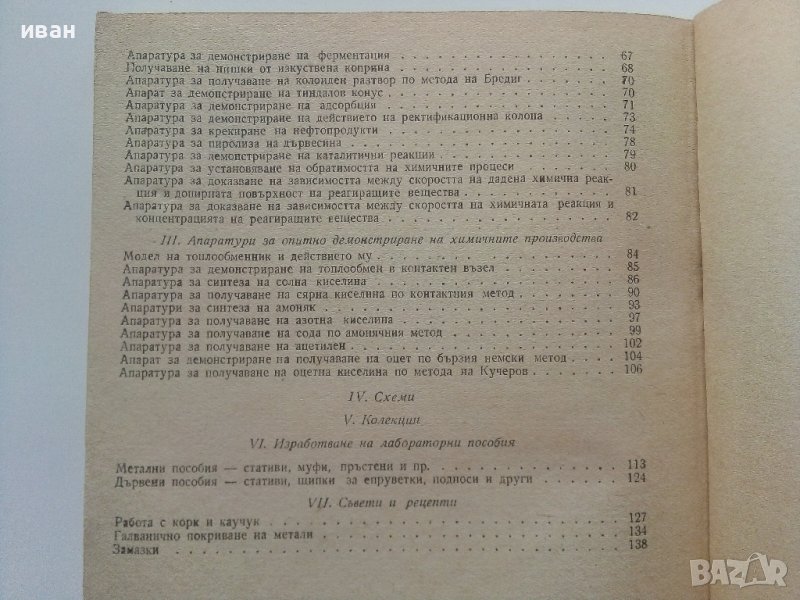 иван
Апаратура за демонстриране на ферментация 67
Получаване на нишки от изкуствена коприна 68
Апаратура за получаване на колоиден разтвор по метода на Бредиг 70
Апарат за демонстриране на тиндалов конус 70
Апаратура за демонстриране на адсорбция 71
Апаратура за демонстриране на действието на ректификационна колона 73
Апаратура за крекиране на нефтопродукти 74
Апаратура за пиролиза на дървесина 78
Апаратура за демонстриране на каталитични реакции 79
Апаратура за установяване на обратимостта на химичните процеси 80
Апаратура за доказване на зависимостта между скоростта на дадена химична реак-
ция и допирната повърхност на реагиращите вещества 81
Апаратура за доказване на зависимостта между скоростта на химичната реакция и
концентрацията на реагиращите вещества 82
III. Апаратури за опитно демонстриране на химичните производства
Модел на топлообменник и действието му 84
Апаратура за демонстриране на топлообмен в контактен възел 85
Апаратура за синтеза на солна киселина 86
Апаратура за получаване на сярна киселина по контактния метод 90
Апаратури за синтеза на амоняк 93
Апаратура за получаване на азотна киселина 97
Апаратура за получаване на сода по амонячния метод 99
Апаратура за получаване на ацетилен 102
Апарат за демонстриране на получаване на оцет по бързия немски метод 104
Апаратура за получаване на оцетна киселина по метода на Кучеров 106
IV. Схеми
V. Колекции
VI. Изработване на лабораторни пособия
Метални пособия — стативи, муфи, пръстени и пр. 113
Дървени пособия — стативи, щипки за епруветки, подноси и други 124
VII. Съвети и рецепти
Работа с корк и каучук 127
Галванично покриване на метали 134
Замазки 138
BAZAR